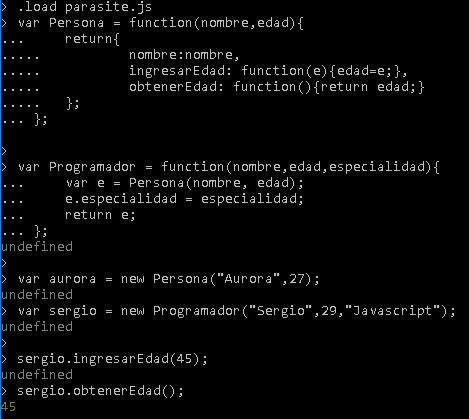 > .load parasite.js
> var Persona = function(nombre,edad){
... return{
..... nombre:nombre,
..... ingresarEdad: function(e){edad=e;},
..... obtenerEdad: function(){return edad;}
..... };
... };
>
> var Programador = function(nombre,edad,especialidad){
... var e = Persona(nombre, edad);
... e.especialidad = especialidad;
... return e;
... };
undefined
>
> var aurora = new Persona("Aurora",27);
undefined
> var sergio = new Programador("Sergio",29,"Javascript");
undefined
>
> sergio.ingresarEdad(45);
undefined
> sergio.obtenerEdad();
45